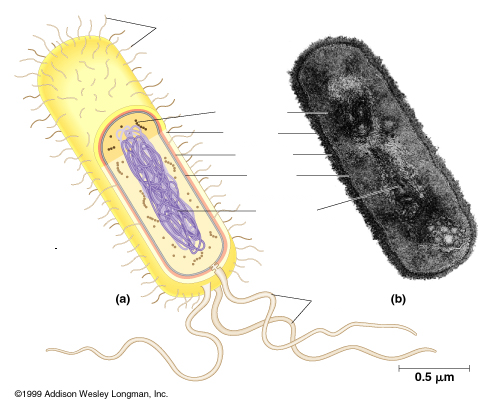 (a)
(b)
0.5 μm
©1999 Addison Wesley Longman, Inc.